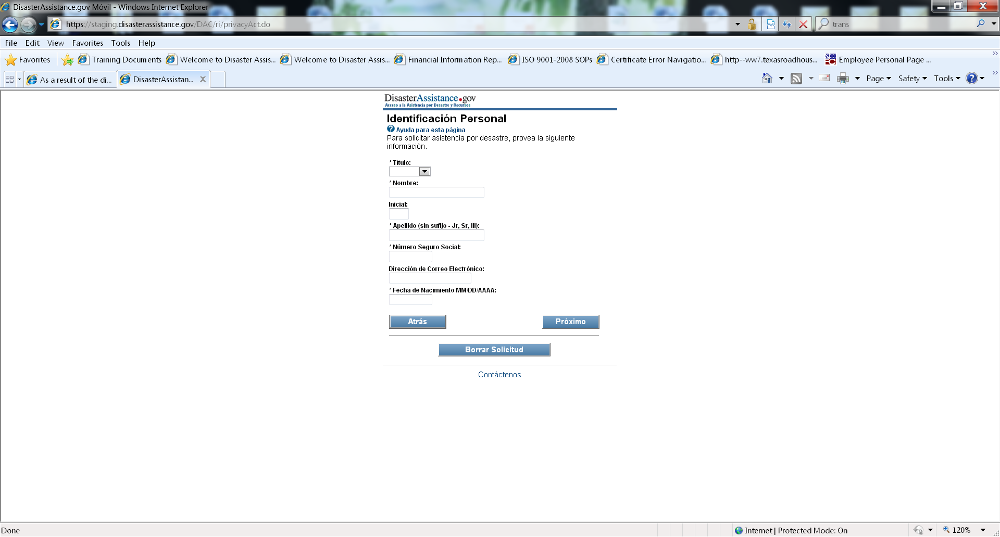 DisasterAssistance.gov Móvil - Windows Internet Explorer
https://staging.disasterassistance.gov/DAC/ri/privacyAct.do
trans
File Edit View Favorites Tools Help
Favorites Training Documents Welcome to Disaster Assis... Welcome to Disaster Assis... Financial Information Rep... ISO 9001-2008 SOPs Certificate Error Navigatio... http--ww7.texasroadhous... Employee Personal Page ...
As a result of the di... DisasterAssistan... Page Safety Tools
DisasterAssistance.gov
Acceso a la Asistencia por Desastre y Recursos
Identificación Personal
Ayuda para esta página
Para solicitar asistencia por desastre, provea la siguiente
información.
* Título:
* Nombre:
Inicial:
* Apellido (sin sufijo - Jr, Sr, III):
* Número Seguro Social:
Dirección de Correo Electrónico:
* Fecha de Nacimiento MM/DD/AAAA:
Atrás Próximo
Borrar Solicitud
Contáctenos
Done Internet | Protected Mode: On 120%